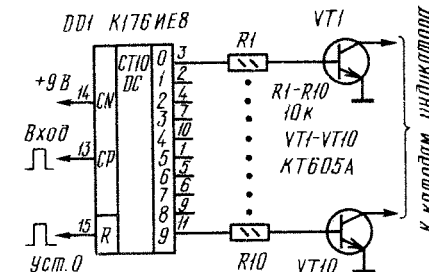 DD1 К176ИЕ8
VT1
+9В
14
CN
СТ10
DC
0
3
R1
1
2
2
4
3
7
R1-R10
10к
4
10
5
1
VT1-VT10
КТ605А
6
5
7
6
8
9
9
11
Вход
13
CP
15
R
Уст.0
R10
VT10
К катодам индикатора